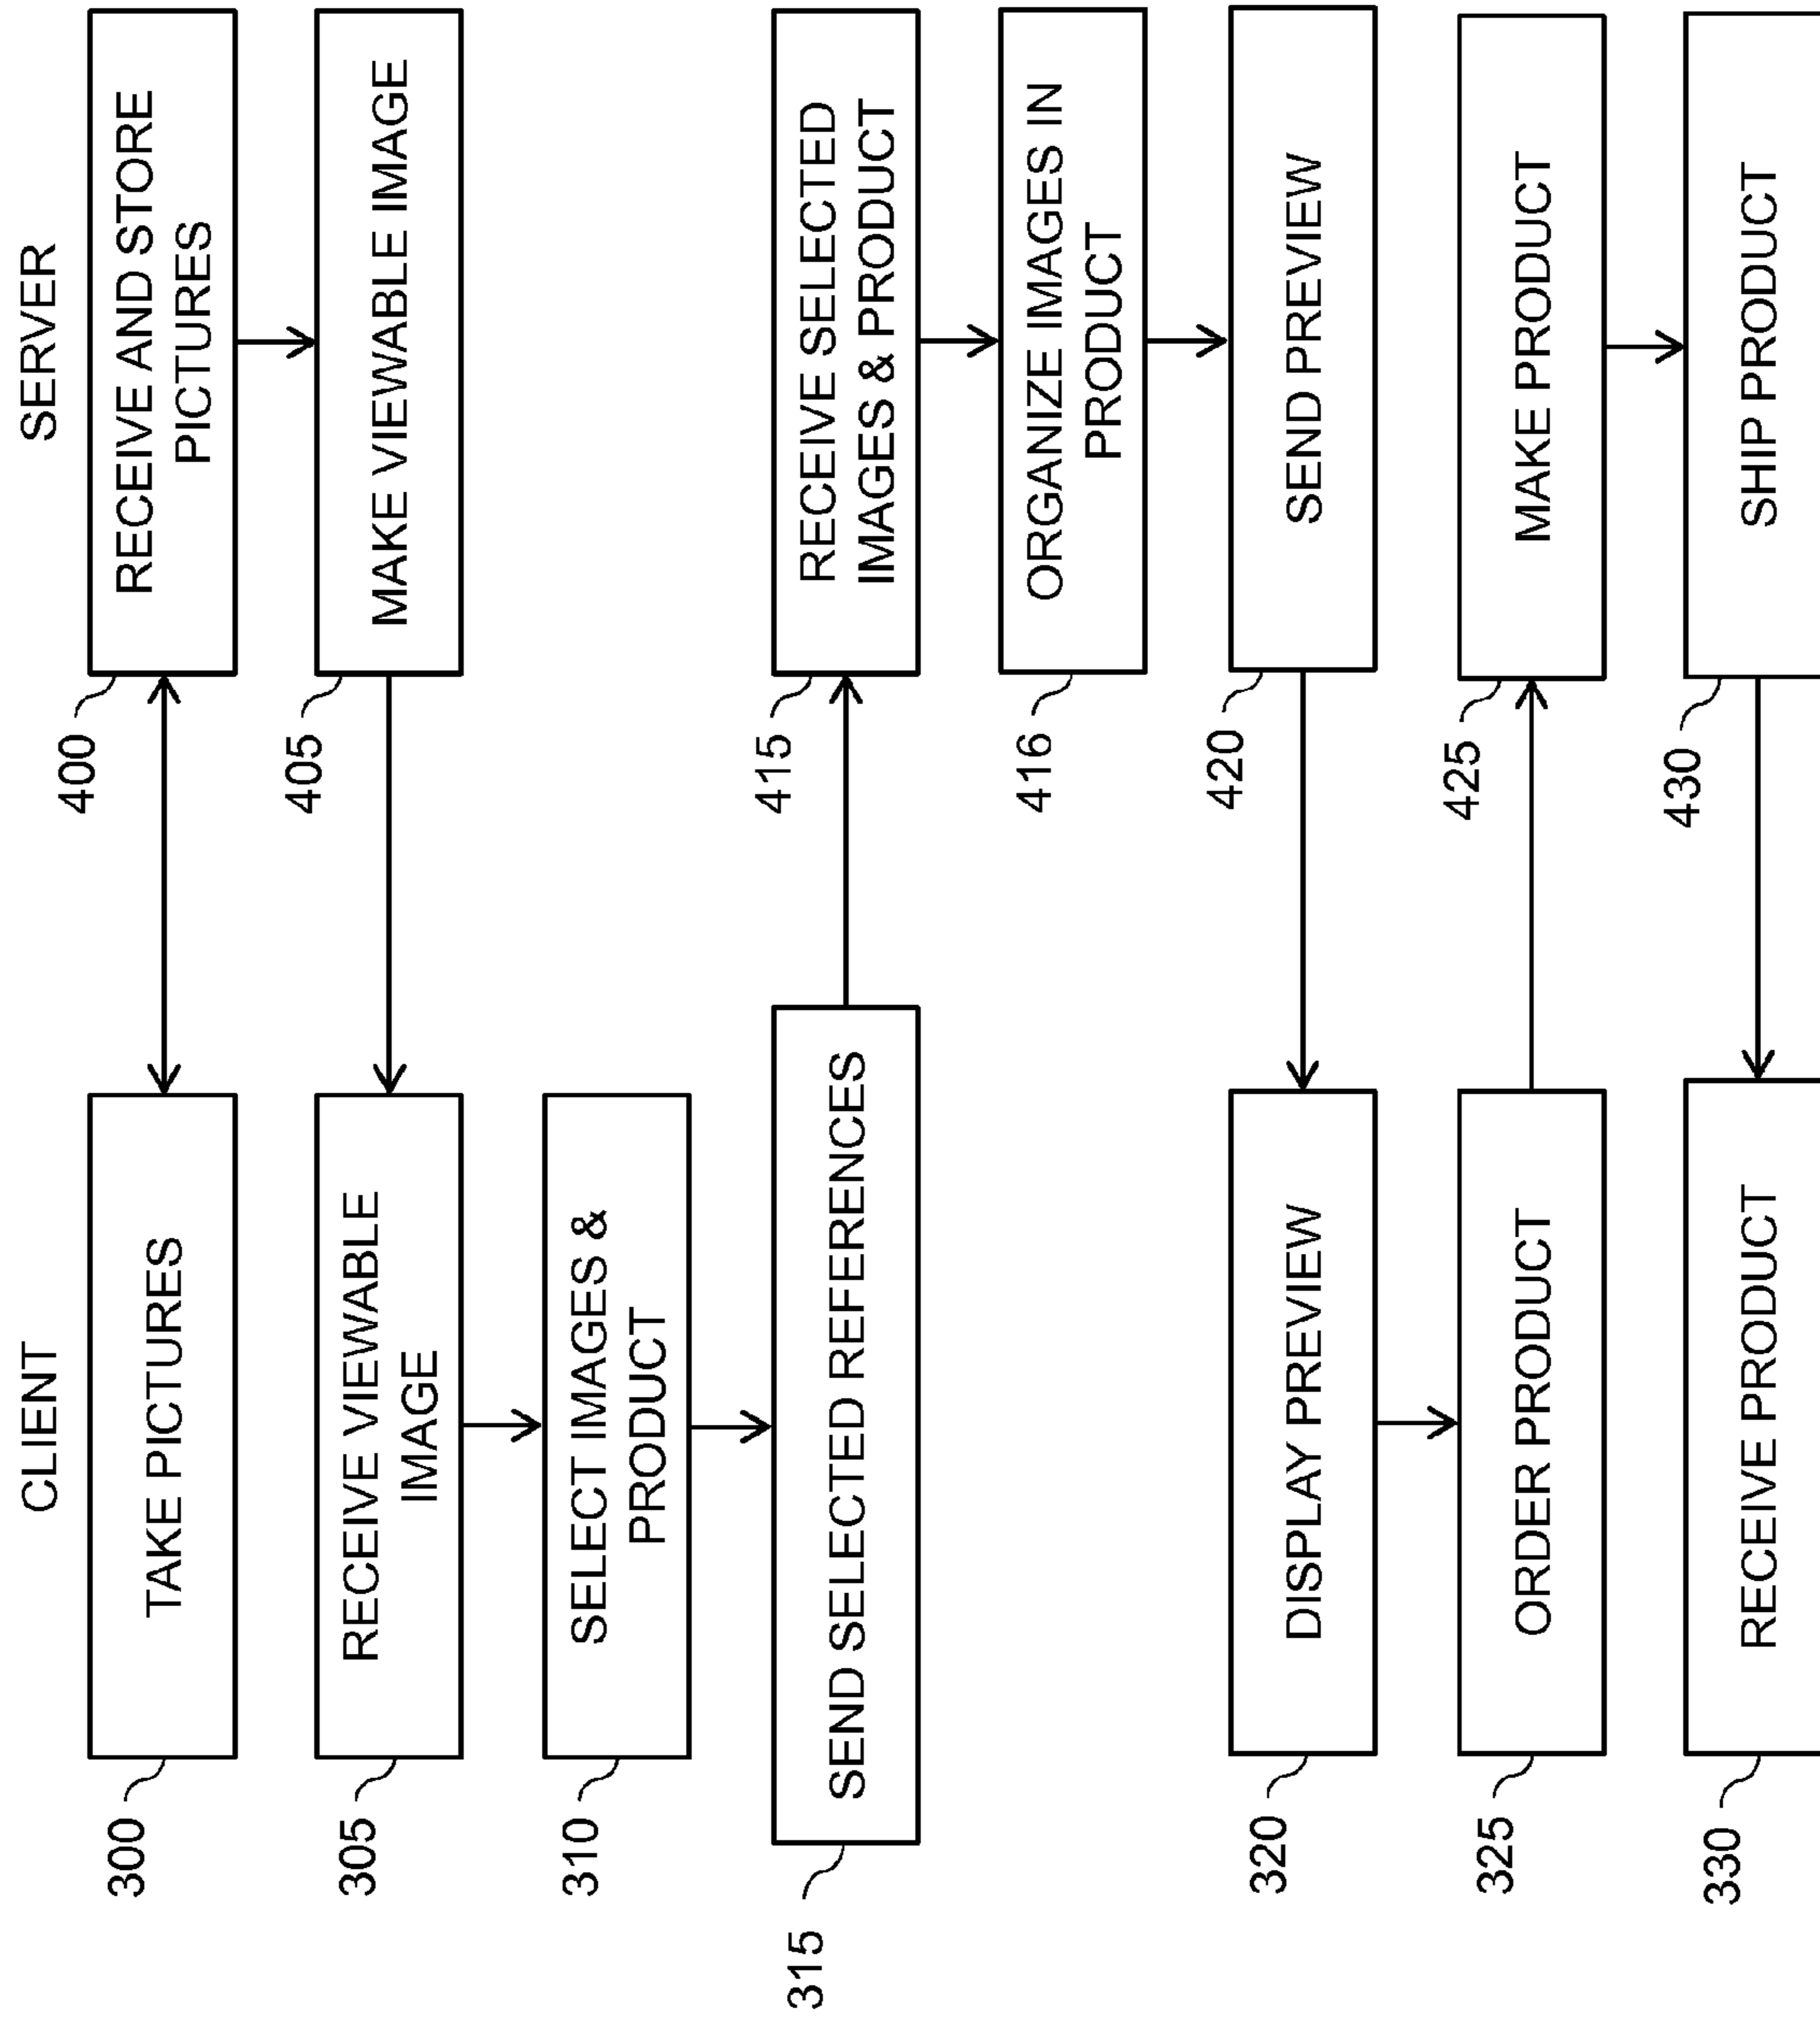 CLIENT
SERVER
300
TAKE PICTURES
400
RECEIVE AND STORE
PICTURES
305
RECEIVE VIEWABLE
IMAGE
405
MAKE VIEWABLE IMAGE
310
SELECT IMAGES &
PRODUCT
315
SEND SELECTED REFERENCES
415
RECEIVE SELECTED
IMAGES & PRODUCT
416
ORGANIZE IMAGES IN
PRODUCT
320
DISPLAY PREVIEW
420
SEND PREVIEW
325
ORDER PRODUCT
425
MAKE PRODUCT
330
RECEIVE PRODUCT
430
SHIP PRODUCT